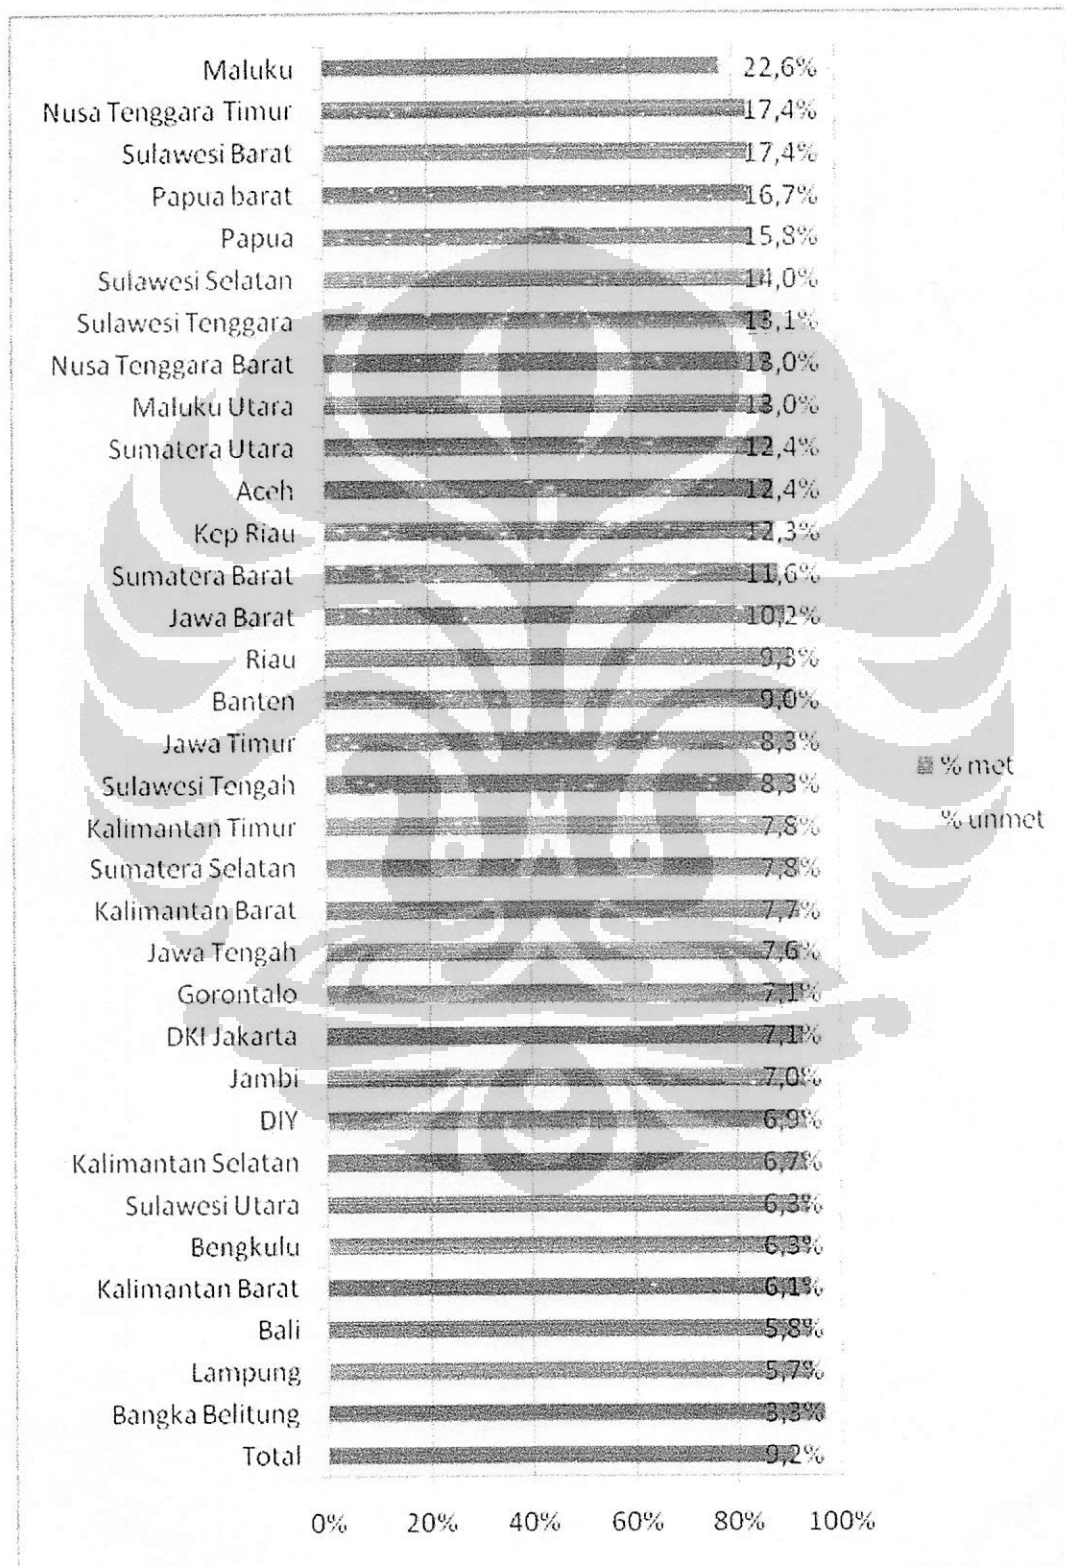 Maluku 22,6%
Nusa Tenggara Timur 17,4%
Sulawesi Barat 17,4%
Papua barat 16,7%
Papua 15,8%
Sulawesi Selatan 14,0%
Sulawesi Tenggara 13,1%
Nusa Tenggara Barat 13,0%
Maluku Utara 13,0%
Sumatera Utara 12,4%
Aceh 12,4%
Kep Riau 12,3%
Sumatera Barat 11,6%
Jawa Barat 10,2%
Riau 9,3%
Banten 9,0%
Jawa Timur 8,3%
Sulawesi Tengah 8,3%
Kalimantan Timur 7,8%
Sumatera Selatan 7,8%
Kalimantan Barat 7,7%
Jawa Tengah 7,6%
Gorontalo 7,1%
DKI Jakarta 7,1%
Jambi 7,0%
DIY 6,9%
Kalimantan Selatan 6,7%
Sulawesi Utara 6,3%
Bengkulu 6,3%
Kalimantan Barat 6,1%
Bali 5,8%
Lampung 5,7%
Bangka Belitung 3,3%
Total 9,2%
0% 20% 40% 60% 80% 100%
% met
% unmet